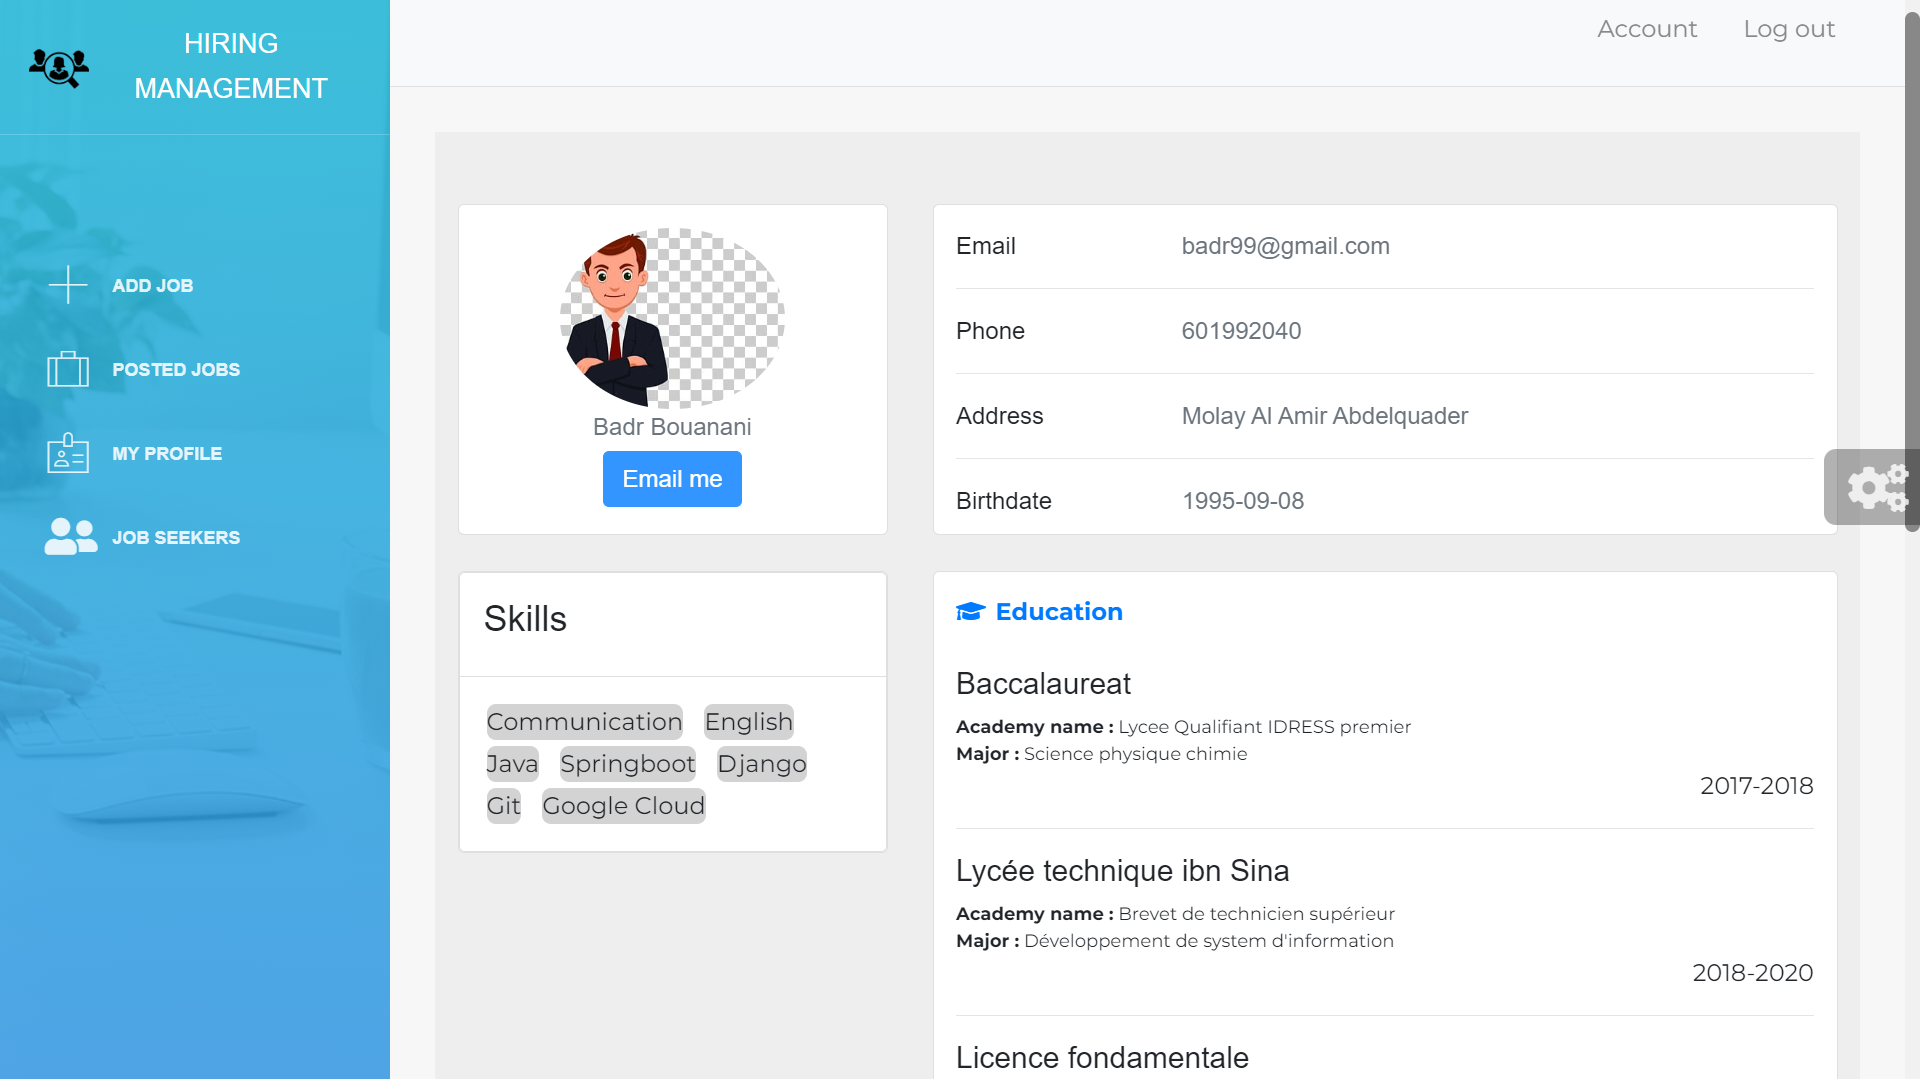 HIRING
MANAGEMENT
Account
Log out
ADD JOB
POSTED JOBS
MY PROFILE
JOB SEEKERS
Badr Bouanani
Email me
Email badr99@gmail.com
Phone 601992040
Address Molay Al Amir Abdelquader
Birthdate 1995-09-08
Skills
Communication English
Java Springboot Django
Git Google Cloud
Education
Baccalaureat
Academy name : Lycee Qualifiant IDRESS premier
Major : Science physique chimie
2017-2018
Lycée technique ibn Sina
Academy name : Brevet de technicien supérieur
Major : Développement de system d'information
2018-2020
Licence fondamentale